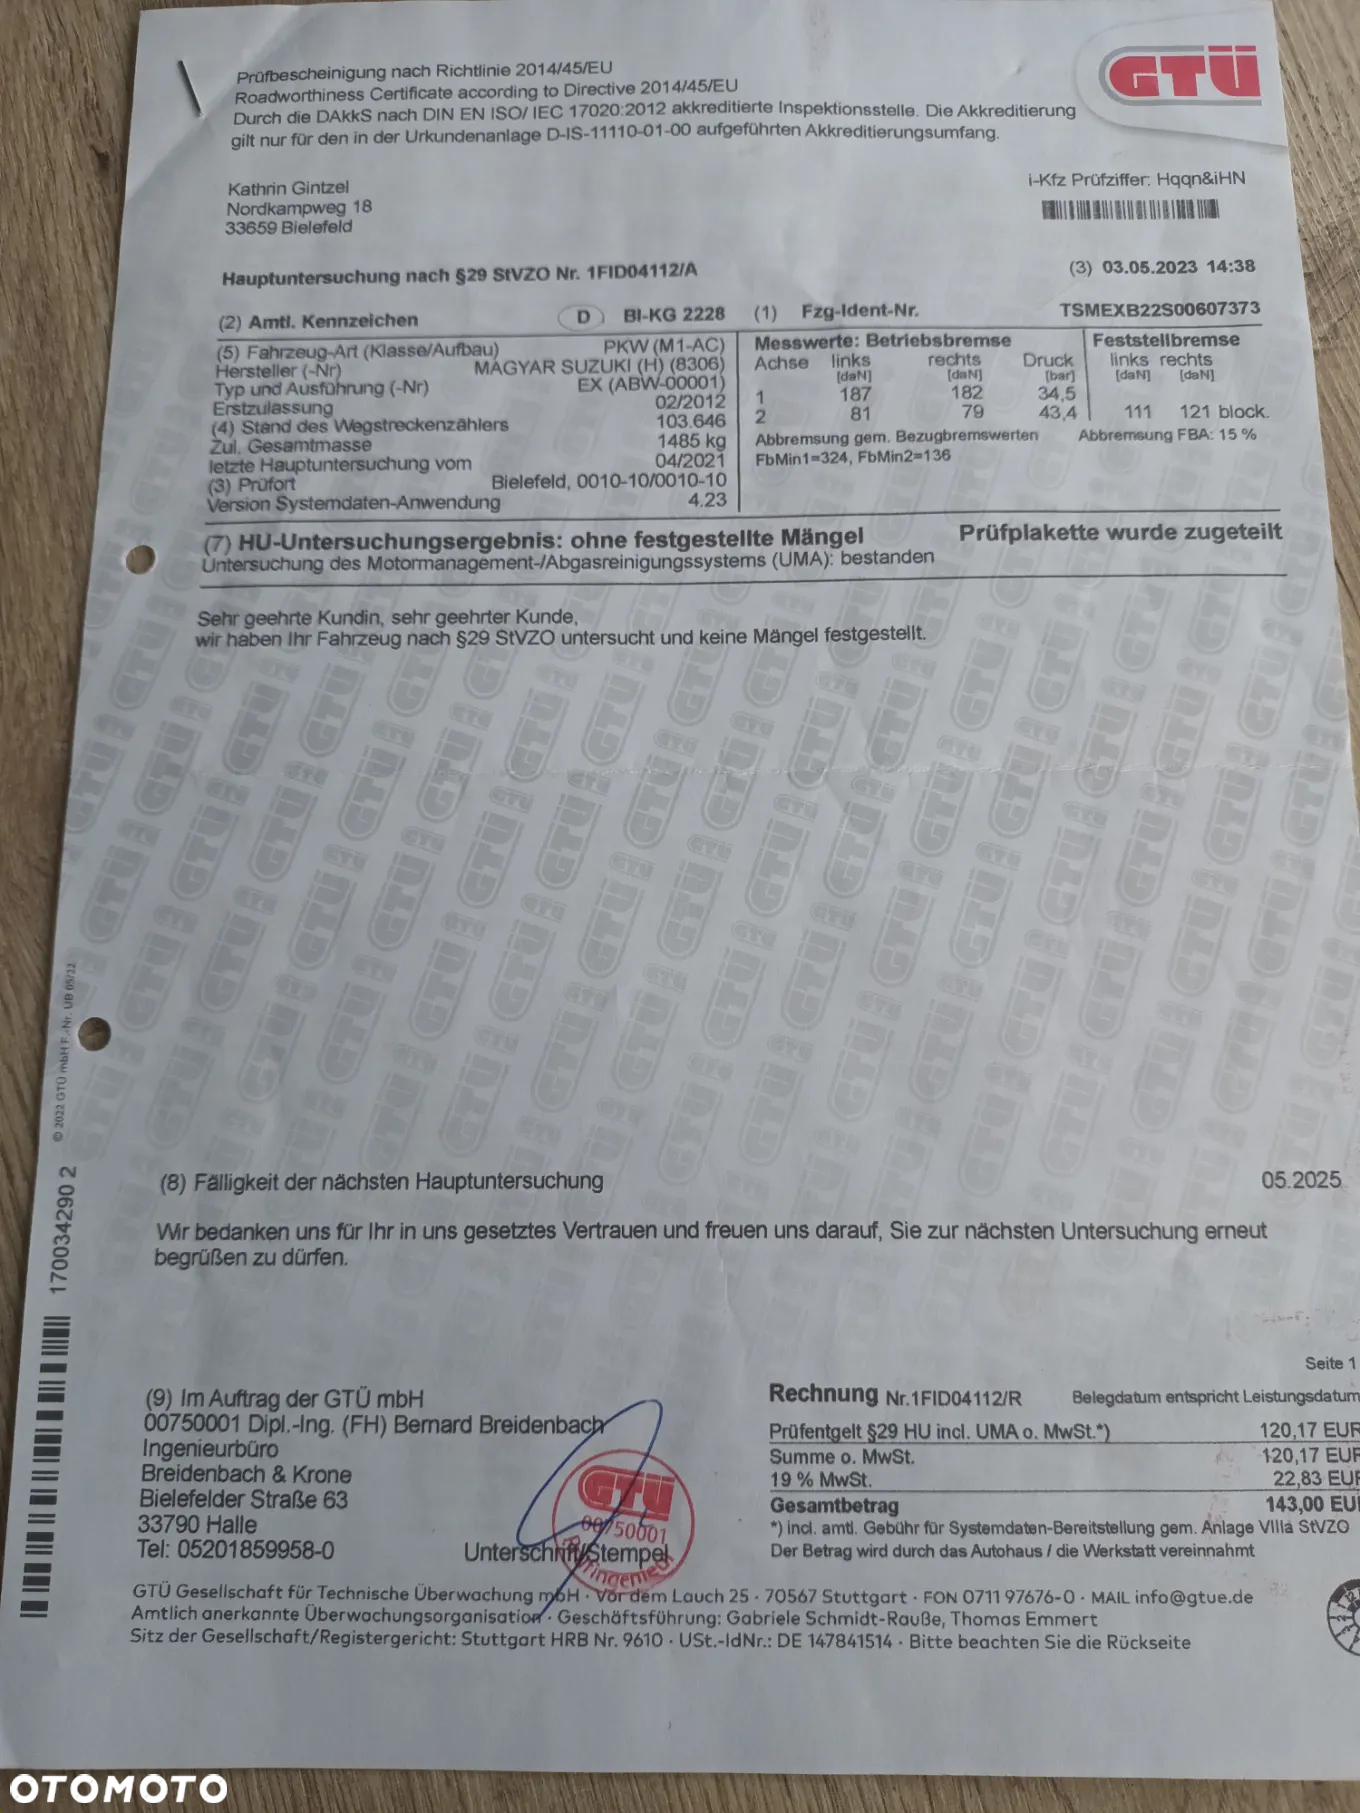 GTÜ
Prüfbescheinigung nach Richtlinie 2014/45/EU
Roadworthiness Certificate according to Directive 2014/45/EU
Durch die DAkkS nach DIN EN ISO/ IEC 17020:2012 akkreditierte Inspektionsstelle. Die Akkreditierung
gilt nur für den in der Urkundenanlage D-IS-11110-01-00 aufgeführten Akkreditierungsumfang.
Kathrin Gintzel
Nordkampweg 18
33659 Bielefeld
i-Kfz Prüfziffer: Hqqn&iHN
Hauptuntersuchung nach §29 StVZO Nr. 1FID04112/A (3) 03.05.2023 14:38
(2) Amtl. Kennzeichen D BI-KG 2228 (1) Fzg-Ident-Nr. TSMEXB22S00607373
(5) Fahrzeug-Art (Klasse/Aufbau) PKW (M1-AC)
Hersteller (-Nr) MAGYAR SUZUKI (H) (8306)
Typ und Ausführung (-Nr) EX (ABW-00001)
Erstzulassung 02/2012
(4) Stand des Wegstreckenzählers 103.646
Zul. Gesamtmasse 1485 kg
letzte Hauptuntersuchung vom 04/2021
(3) Prüfort Bielefeld, 0010-10/0010-10
Version Systemdaten-Anwendung 4.23
Messwerte: Betriebsbremse Feststellbremse
Achse links rechts Druck links rechts
[daN] [daN] [bar] [daN] [daN]
1 187 182 34,5
2 81 79 43,4 111 121 block.
Abbremsung gem. Bezugbremswerten Abbremsung FBA: 15 %
FbMin1=324, FbMin2=136
(7) HU-Untersuchungsergebnis: ohne festgestellte Mängel Prüfplakette wurde zugeteilt
Untersuchung des Motormanagement-/Abgasreinigungssystems (UMA): bestanden
Sehr geehrte Kundin, sehr geehrter Kunde,
wir haben Ihr Fahrzeug nach §29 StVZO untersucht und keine Mängel festgestellt.
© 2022 GTÜ mbH F.-Nr. UB 05/22
170034290 2
(8) Fälligkeit der nächsten Hauptuntersuchung 05.2025
Wir bedanken uns für Ihr in uns gesetztes Vertrauen und freuen uns darauf, Sie zur nächsten Untersuchung erneut
begrüßen zu dürfen.
Seite 1
(9) Im Auftrag der GTÜ mbH
00750001 Dipl.-Ing. (FH) Bernard Breidenbach
Ingenieurbüro
Breidenbach & Krone
Bielefelder Straße 63
33790 Halle
Tel: 05201859958-0
Unterschrift/Stempel
GTÜ
00750001
Prüfingenieur
Rechnung Nr.1FID04112/R Belegdatum entspricht Leistungsdatum
Prüfentgelt §29 HU incl. UMA o. MwSt.*) 120,17 EUR
Summe o. MwSt. 120,17 EUR
19 % MwSt. 22,83 EUR
Gesamtbetrag 143,00 EUR
*) incl. amtl. Gebühr für Systemdaten-Bereitstellung gem. Anlage VIIIa StVZO
Der Betrag wird durch das Autohaus / die Werkstatt vereinnahmt
GTÜ Gesellschaft für Technische Überwachung mbH · Vor dem Lauch 25 · 70567 Stuttgart · FON 0711 97676-0 · MAIL info@gtue.de
Amtlich anerkannte Überwachungsorganisation · Geschäftsführung: Gabriele Schmidt-Rauße, Thomas Emmert
Sitz der Gesellschaft/Registergericht: Stuttgart HRB Nr. 9610 · USt.-IdNr.: DE 147841514 · Bitte beachten Sie die Rückseite
OTOMOTO